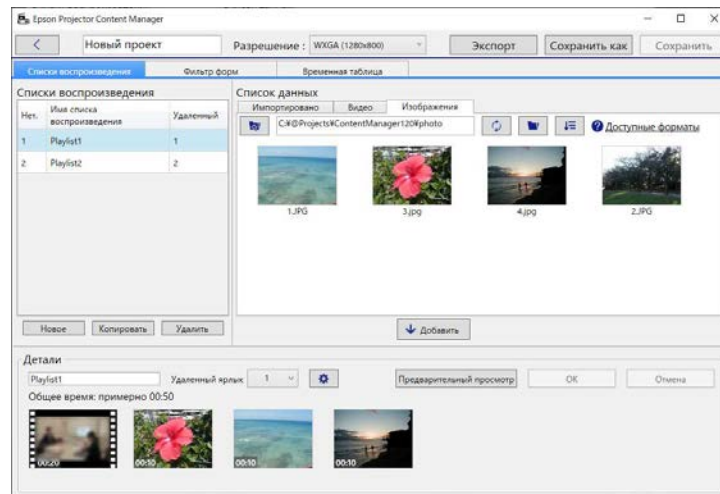 Epson Projector Content Manager
Новый проект
Разрешение :
WXGA (1280x800)
Экспорт
Сохранить как
Сохранить
Списки воспроизведения
Фильтр форм
Временная таблица
Списки воспроизведения
Нет.
Имя списка
воспроизведения
Удаленный
1
Playlist1
1
2
Playlist2
2
Новое
Копировать
Удалить
Список данных
Импортировано
Видео
Изображения
C:¥@Projects¥ContentManager120¥photo
Доступные форматы
1.JPG
3.jpg
4.jpg
2.JPG
Добавить
Детали
Playlist1
Удаленный ярлык
1
Предварительный просмотр
OK
Отмена
Общее время: примерно 00:50
00:20
00:10
00:10
00:10